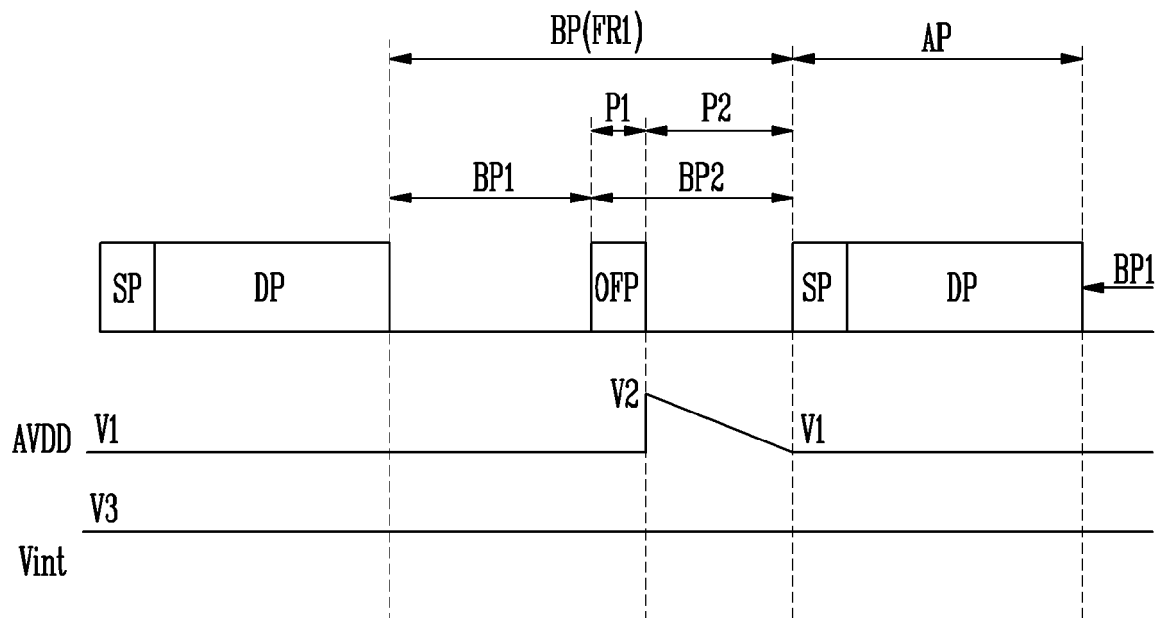 BP(FR1)
AP
P1
P2
BP1
BP2
SP
DP
OFP
SP
DP
BP1
V2
AVDD
V1
V1
V3
Vint